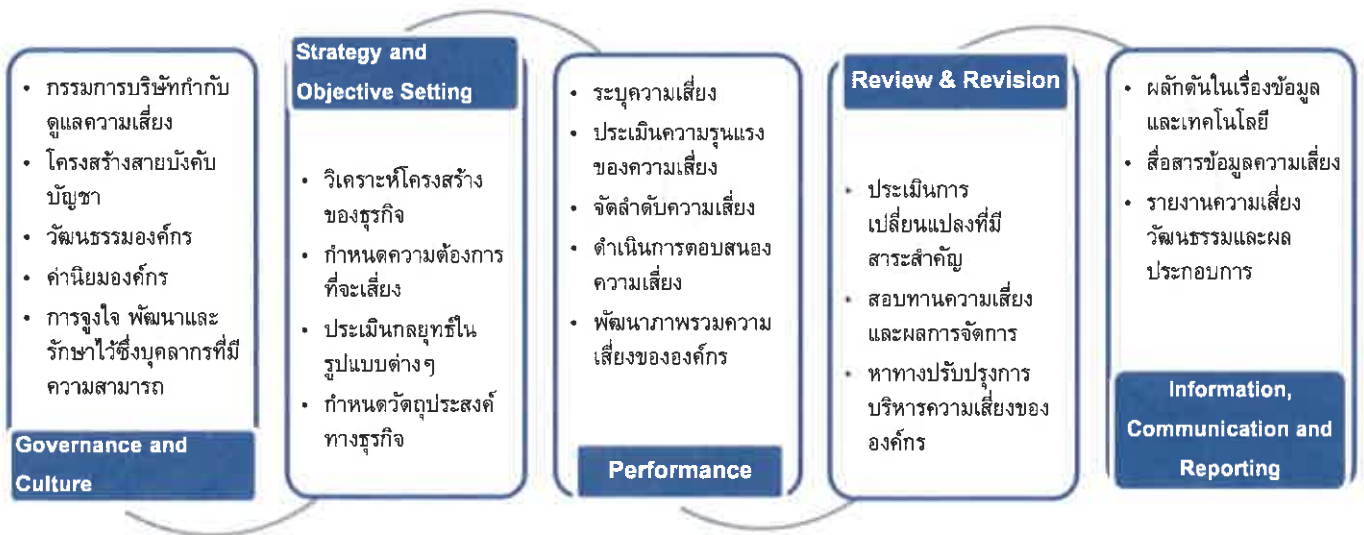 • กรรมการบริษัทกำกับ
ดูแลความเสี่ยง
• โครงสร้างสายบังคับ
บัญชา
• วัฒนธรรมองค์กร
• ค่านิยมองค์กร
• การจูงใจ พัฒนาและ
รักษาไว้ซึ่งบุคลากรที่มี
ความสามารถ
Governance and
Culture
Strategy and
Objective Setting
• วิเคราะห์โครงสร้าง
ของธุรกิจ
• กำหนดความต้องการ
ที่จะเสี่ยง
• ประเมินกลยุทธ์ใน
รูปแบบต่างๆ
• กำหนดวัตถุประสงค์
ทางธุรกิจ
• ระบุความเสี่ยง
• ประเมินความรุนแรง
ของความเสี่ยง
• จัดลำดับความเสี่ยง
• ดำเนินการตอบสนอง
ความเสี่ยง
• พัฒนาภาพรวมความ
เสี่ยงขององค์กร
Performance
Review & Revision
• ประเมินการ
เปลี่ยนแปลงที่มี
สาระสำคัญ
• สอบทานความเสี่ยง
และผลการจัดการ
• หาทางปรับปรุงการ
บริหารความเสี่ยงของ
องค์กร
• ผลักดันในเรื่องข้อมูล
และเทคโนโลยี
• สื่อสารข้อมูลความเสี่ยง
• รายงานความเสี่ยง
วัฒนธรรมและผล
ประกอบการ
Information,
Communication and
Reporting